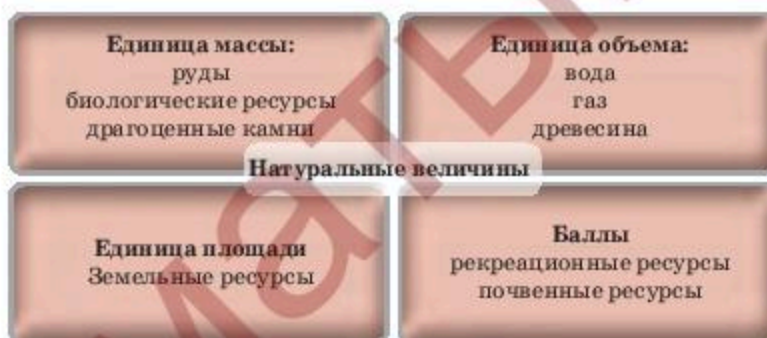 Единица массы:
руды
биологические ресурсы
драгоценные камни
Единица объема:
вода
газ
древесина
Натуральные величины
Единица площади
Земельные ресурсы
Баллы
рекреационные ресурсы
почвенные ресурсы